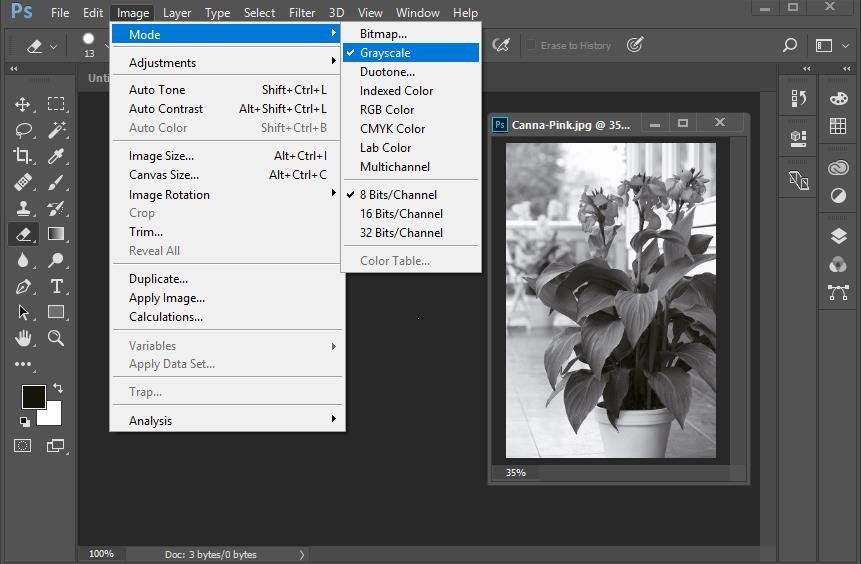 Ps File Edit Image Layer Type Select Filter 3D View Window Help
13
Erase to History
Mode
Adjustments
Auto Tone Shift+Ctrl+L
Auto Contrast Alt+Shift+Ctrl+L
Auto Color Shift+Ctrl+B
Image Size... Alt+Ctrl+I
Canvas Size... Alt+Ctrl+C
Image Rotation
Crop
Trim...
Reveal All
Duplicate...
Apply Image...
Calculations...
Variables
Apply Data Set...
Trap...
Analysis
Bitmap...
Grayscale
Duotone...
Indexed Color
RGB Color
CMYK Color
Lab Color
Multichannel
8 Bits/Channel
16 Bits/Channel
32 Bits/Channel
Color Table...
Ps Canna-Pink.jpg @ 35...
35%
T
100% Doc: 3 bytes/0 bytes